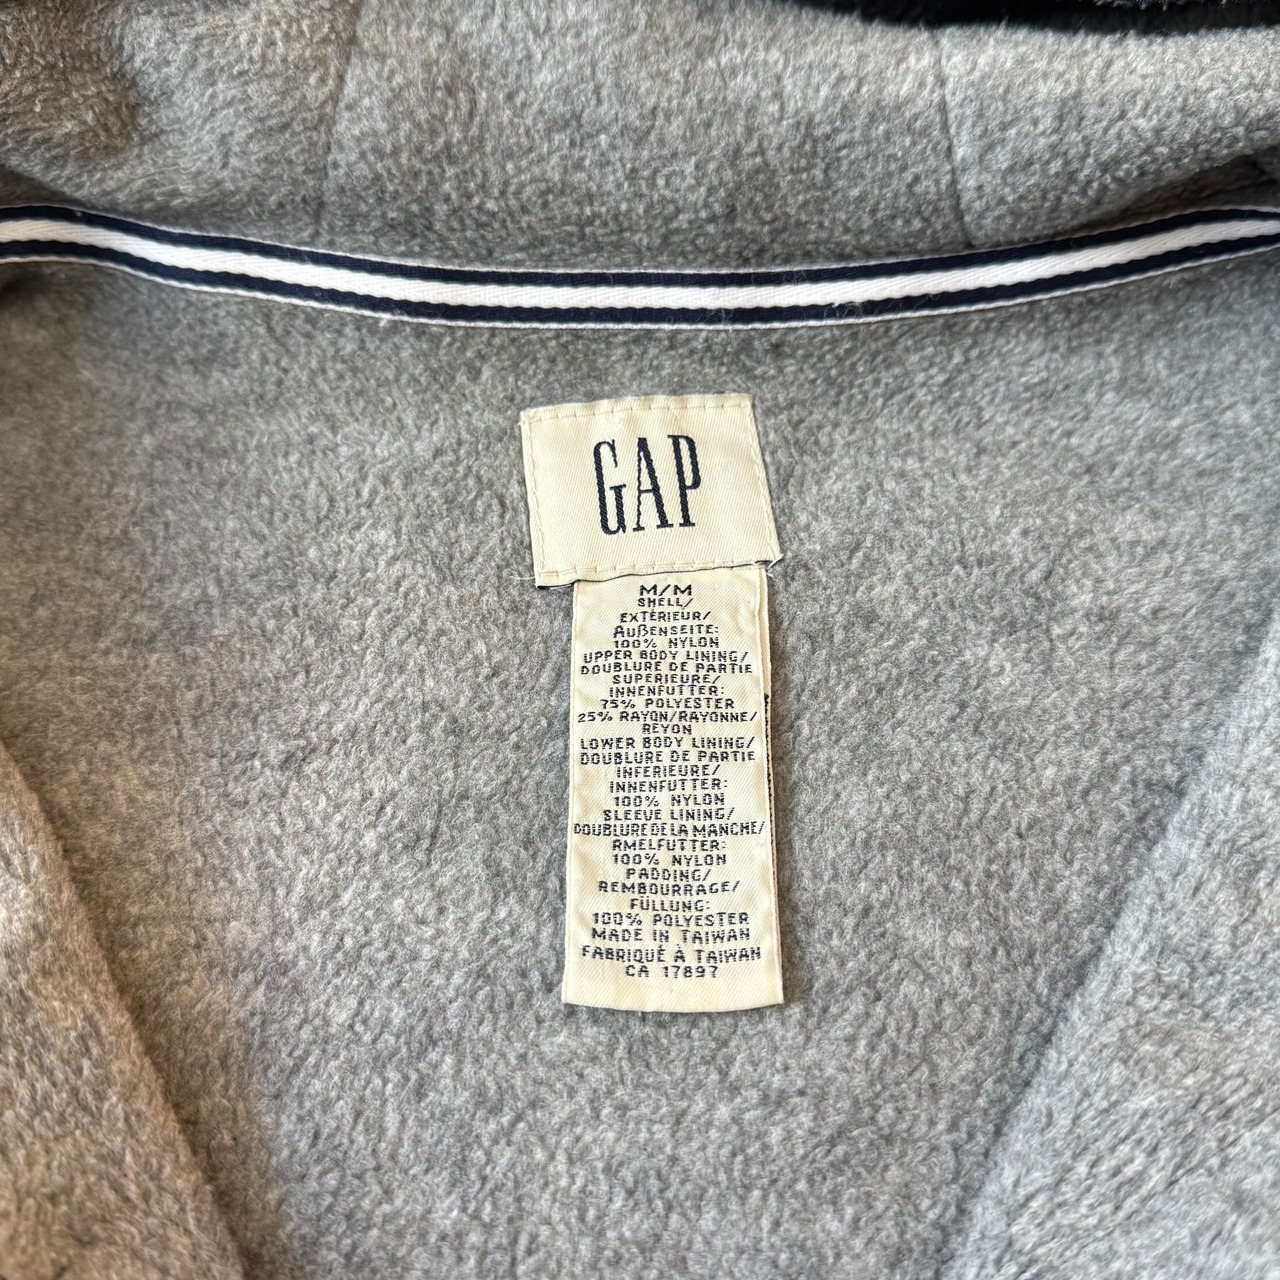 GAP
M/M
SHELL/
EXTÉRIEUR/
AUßENSEITE:
100% NYLON
UPPER BODY LINING/
DOUBLURE DE PARTIE
SUPERIEURE/
INNENFUTTER:
75% POLYESTER
25% RAYON/RAYONNE/
REYON
LOWER BODY LINING/
DOUBLURE DE PARTIE
INFERIEURE/
INNENFUTTER:
100% NYLON
SLEEVE LINING/
DOUBLURE DE LA MANCHE/
RMELFUTTER:
100% NYLON
PADDING/
REMBOURRAGE/
FÜLLUNG:
100% POLYESTER
MADE IN TAIWAN
FABRIQUÉ À TAIWAN
CA 17897